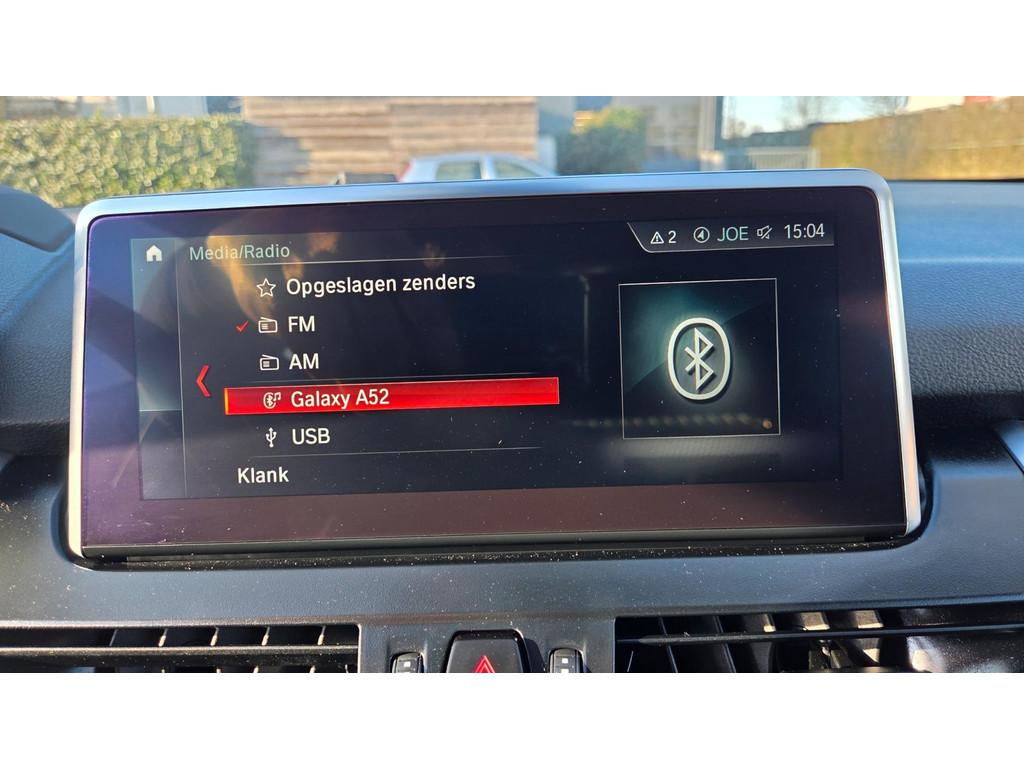 Media/Radio
2 JOE 15:04
Opgeslagen zenders
FM
AM
Galaxy A52
USB
Klank